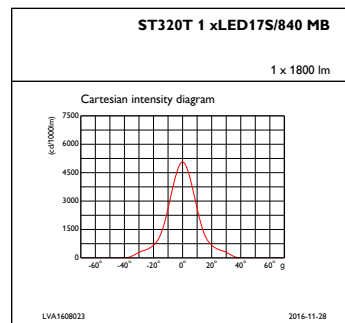 ST320T 1 xLED17S/840 MB
1 x 1800 lm
Cartesian intensity diagram
(cd/1000lm)
7500
6000
4500
3000
1500
0
-60° -40° -20° 0° 20° 40° 60° g
LVA1608023 2016-11-28